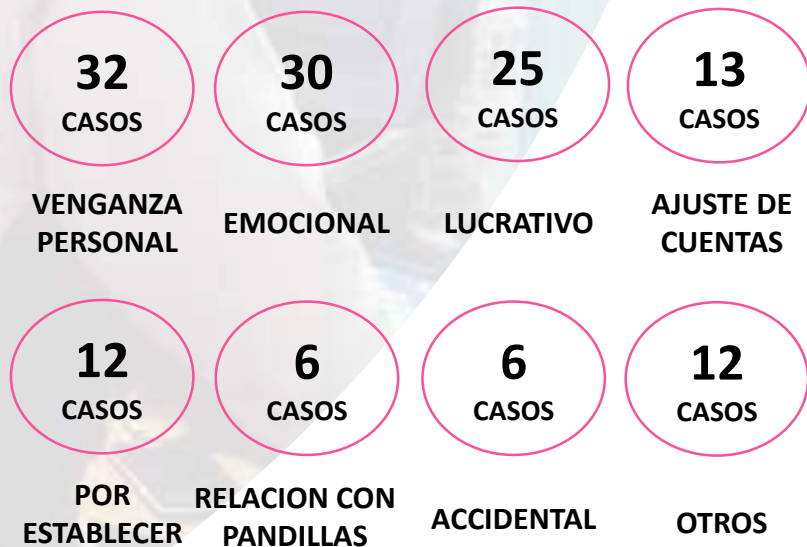 32
CASOS
VENGANZA
PERSONAL
30
CASOS
EMOCIONAL
25
CASOS
LUCRATIVO
13
CASOS
AJUSTE DE
CUENTAS
12
CASOS
POR
ESTABLECER
6
CASOS
RELACION CON
PANDILLAS
6
CASOS
ACCIDENTAL
12
CASOS
OTROS